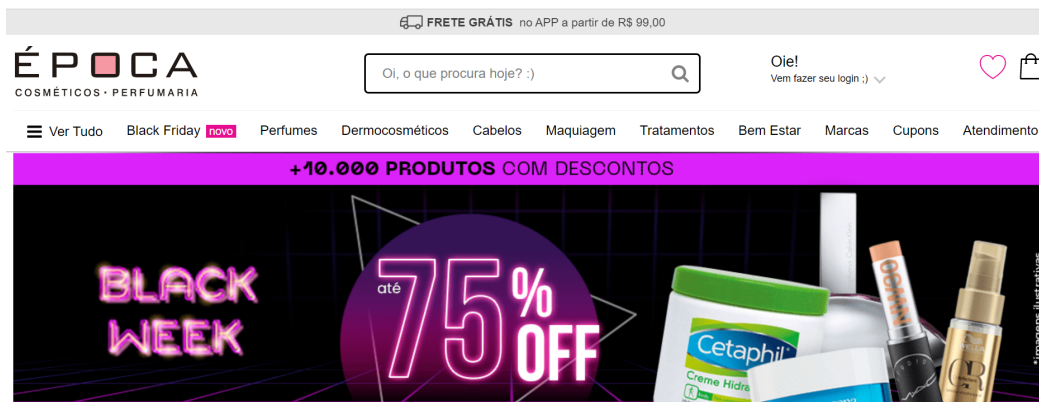 FRETE GRÁTIS no APP a partir de R$ 99,00
ÉPOCA
COSMÉTICOS • PERFUMARIA
Oi, o que procura hoje? :)
Oie!
Vem fazer seu login ;)
Ver Tudo
Black Friday novo
Perfumes
Dermocosméticos
Cabelos
Maquiagem
Tratamentos
Bem Estar
Marcas
Cupons
Atendimento
+10.000 PRODUTOS COM DESCONTOS
BLACK
WEEK
até
75%
OFF
Cetaphil
Creme Hidra
MAC
*imagens ilustrativas